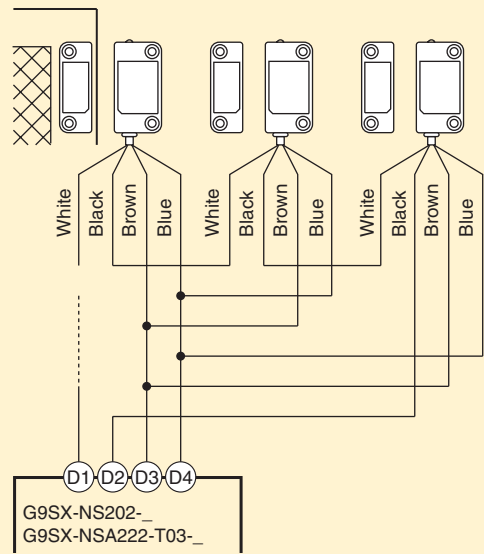 White
Black
Brown
Blue
White
Black
Brown
Blue
White
Black
Brown
Blue
D1 D2 D3 D4
G9SX-NS202-_
G9SX-NSA222-T03-_